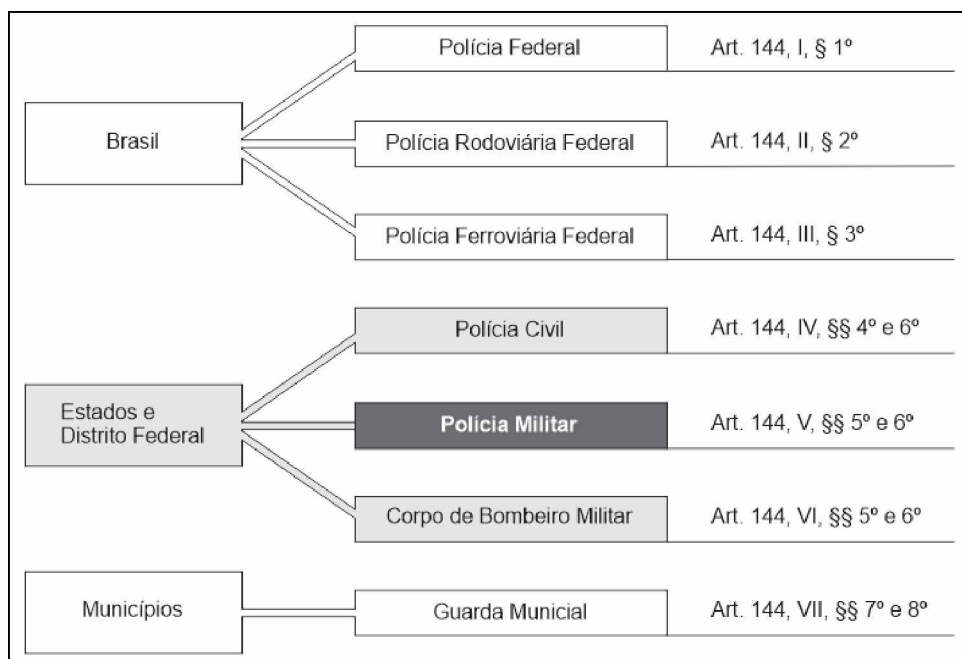 Polícia Federal Art. 144, I, § 1º
Brasil Polícia Rodoviária Federal Art. 144, II, § 2º
Polícia Ferroviária Federal Art. 144, III, § 3º
Polícia Civil Art. 144, IV, §§ 4º e 6º
Estados e
Distrito Federal Polícia Militar Art. 144, V, §§ 5º e 6º
Corpo de Bombeiro Militar Art. 144, VI, §§ 5º e 6º
Municípios Guarda Municial Art. 144, VII, §§ 7º e 8º